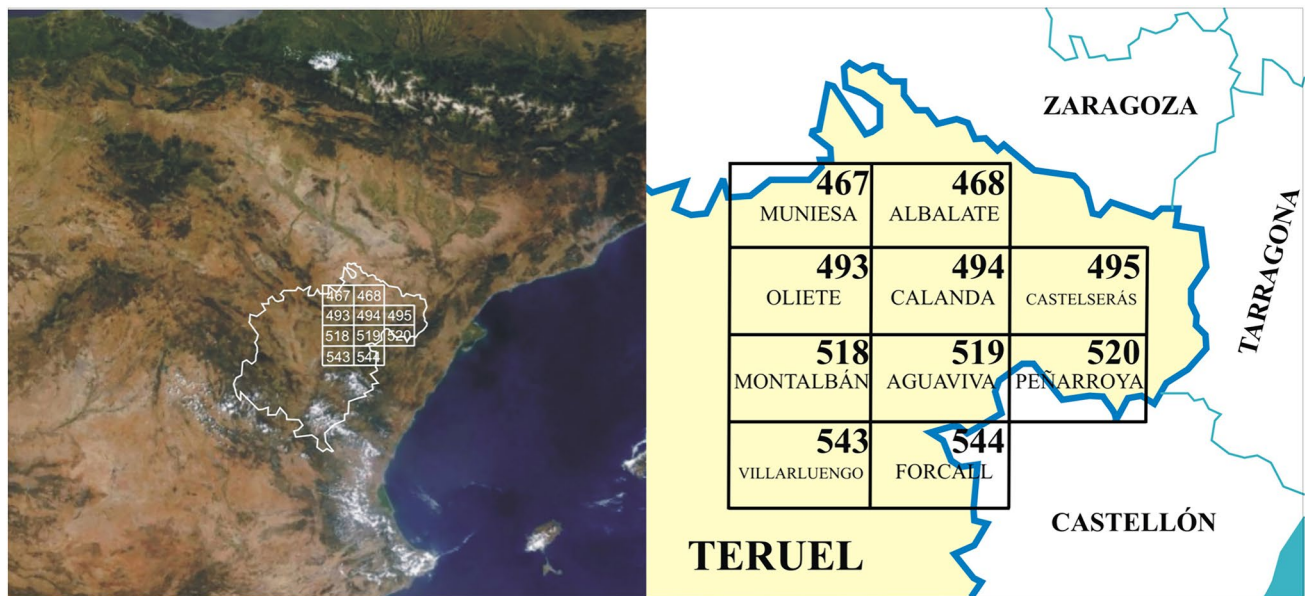 467 468
493 494 495
518 519 520
543 544
ZARAGOZA
467 468
MUNIESA ALBALATE
493 494 495
OLIETE CALANDA CASTELSERÁS
518 519 520
MONTALBÁN AGUAVIVA PEÑARROYA
543 544
VILLARLUENGO FORCALL
TARRAGONA
CASTELLÓN
TERUEL